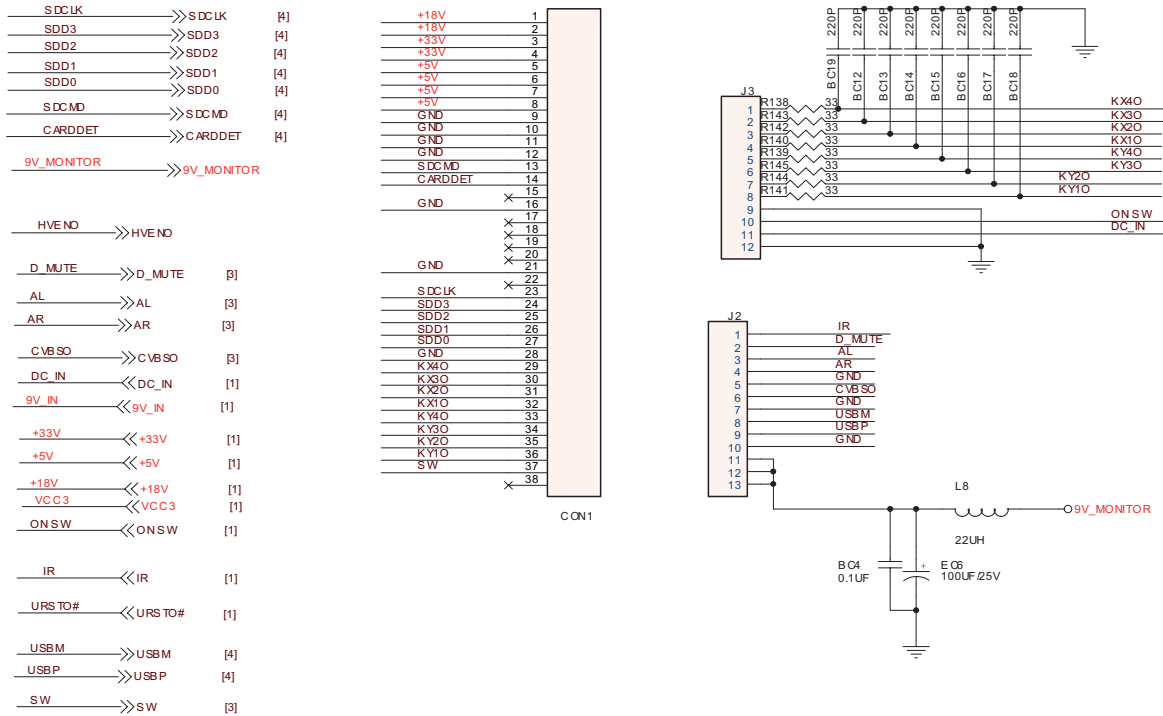 SDCLK SDCLK [4]
SDD3 SDD3 [4]
SDD2 SDD2 [4]
SDD1 SDD1 [4]
SDD0 SDD0 [4]
SDCMD SDCMD [4]
CARDDET CARDDET [4]
9V_MONITOR 9V_MONITOR
HVENO HVENO
D_MUTE D_MUTE [3]
AL AL [3]
AR AR [3]
CVBSO CVBSO [3]
DC_IN DC_IN [1]
9V_IN 9V_IN [1]
+33V +33V [1]
+5V +5V [1]
+18V +18V [1]
VCC3 VCC3 [1]
ONSW ONSW [1]
IR IR [1]
URSTO# URSTO# [1]
USBM USBM [4]
USBP USBP [4]
SW SW [3]
+18V 1
+18V 2
+33V 3
+33V 4
+5V 5
+5V 6
+5V 7
+5V 8
GND 9
GND 10
GND 11
GND 12
SDCMD 13
CARDDET 14
15
GND 16
17
18
19
20
GND 21
22
SDCLK 23
SDD3 24
SDD2 25
SDD1 26
SDD0 27
GND 28
KX4O 29
KX3O 30
KX2O 31
KX1O 32
KY4O 33
KY3O 34
KY2O 35
KY1O 36
SW 37
38
CON1
220P 220P 220P 220P 220P 220P 220P 220P
BC19 BC12 BC13 BC14 BC15 BC16 BC17 BC18
J3
1 R138 33 KX4O
2 R143 33 KX3O
3 R142 33 KX2O
4 R140 33 KX1O
5 R139 33 KY4O
6 R145 33 KY3O
7 R144 33 KY2O
8 R141 33 KY1O
9
10 ONSW
11 DC_IN
12
J2
1 IR
2 D_MUTE
3 AL
4 AR
5 GND
6 CVBSO
7 GND
8 USBM
9 USBP
10 GND
11
12
13
L8
9V_MONITOR
22UH
BC4
0.1UF
+
EC6
100UF/25V